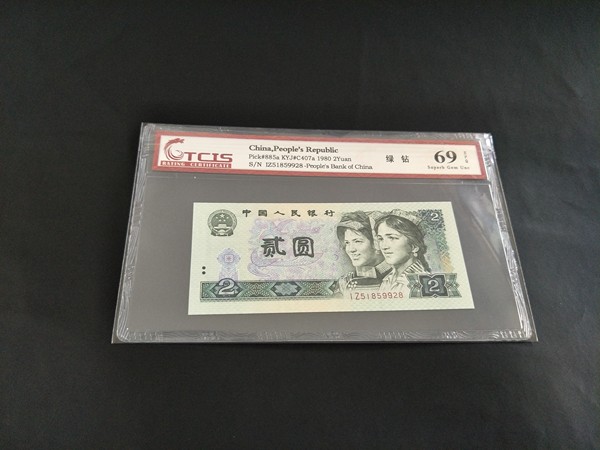 TCIS
RATING CERTIFICATE
China,People's Republic
Pick#885a KYJ#C407a 1980 2Yuan
S/N IZ51859928-People's Bank of China
绿 钻
69
Superb Gem Unc
中国人民银行
2
贰圆
IZ51859928
2
2